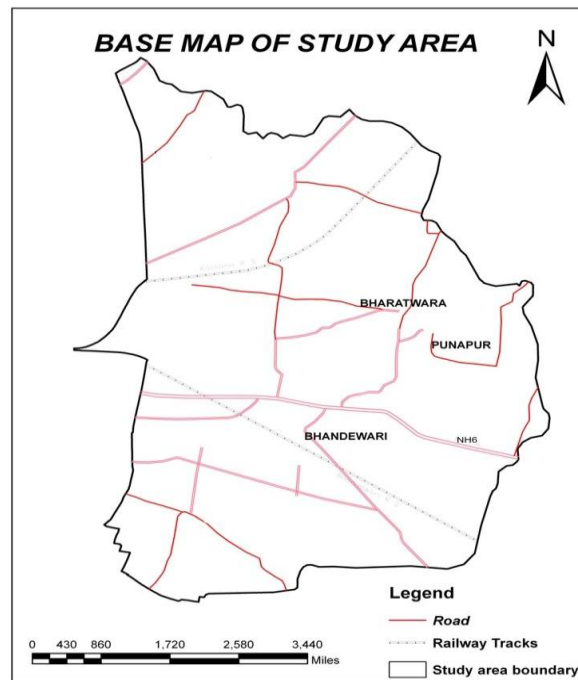 BASE MAP OF STUDY AREA
N
BHARATWARA
PUNAPUR
BHANDEWARI
NH6
Legend
Road
Railway Tracks
Study area boundary
0 430 860 1,720 2,580 3,440
Miles